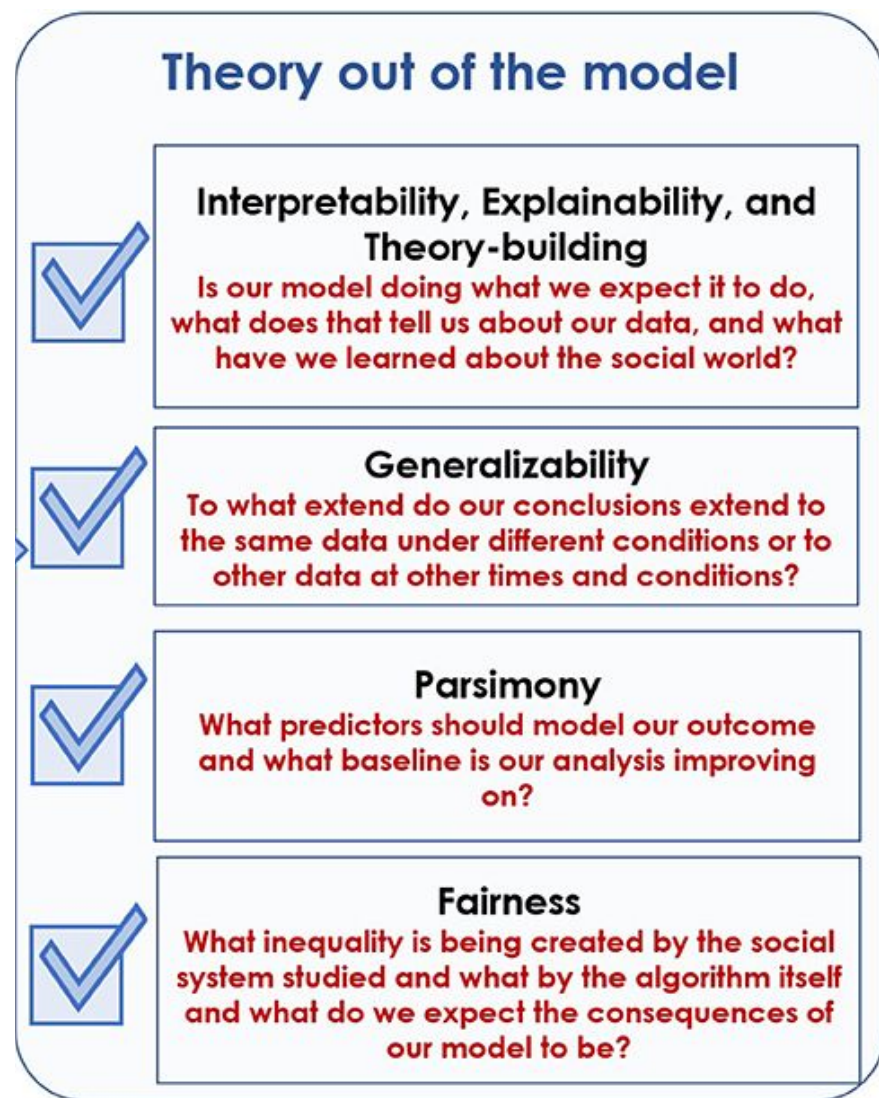 Theory out of the model
Interpretability, Explainability, and
Theory-building
Is our model doing what we expect it to do,
what does that tell us about our data, and what
have we learned about the social world?
Generalizability
To what extend do our conclusions extend to
the same data under different conditions or to
other data at other times and conditions?
Parsimony
What predictors should model our outcome
and what baseline is our analysis improving
on?
Fairness
What inequality is being created by the social
system studied and what by the algorithm itself
and what do we expect the consequences of
our model to be?